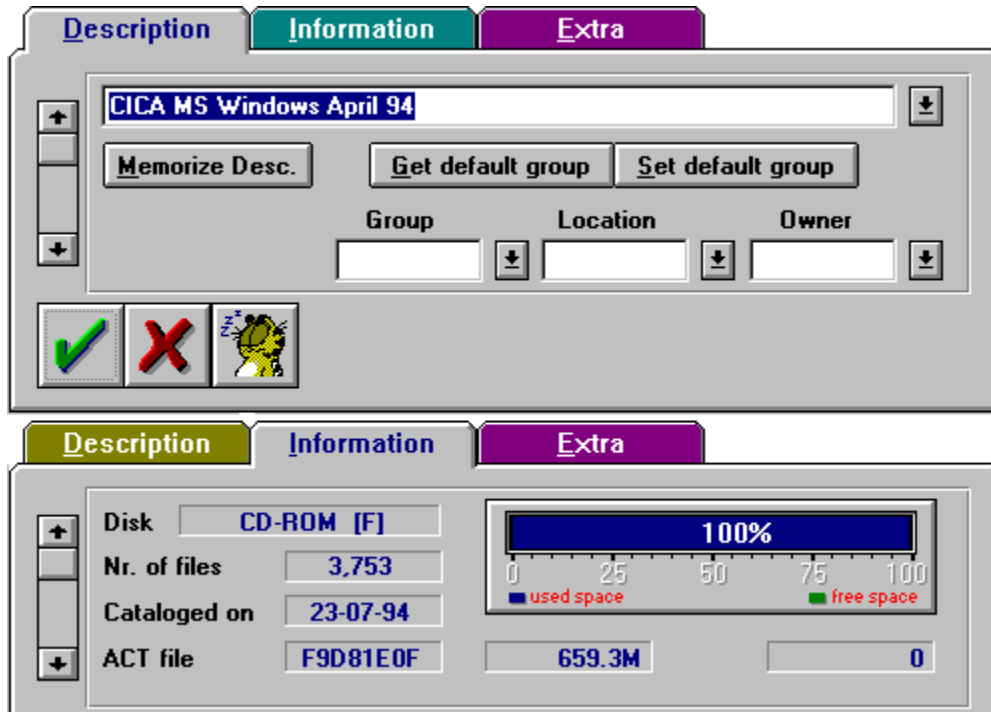 Description Information Extra
CICA MS Windows April 94
Memorize Desc. Get default group Set default group
Group Location Owner
z z z
Description Information Extra
Disk CD-ROM [F] 100%
0 25 50 75 100
Nr. of files 3,753
used space free space
Cataloged on 23-07-94
ACT file F9D81E0F 659.3M 0